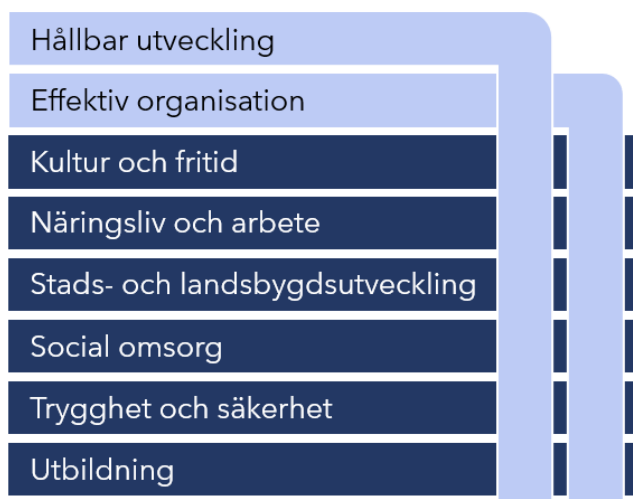 Hållbar utveckling
Effektiv organisation
Kultur och fritid
Näringsliv och arbete
Stads- och landsbygdsutveckling
Social omsorg
Trygghet och säkerhet
Utbildning